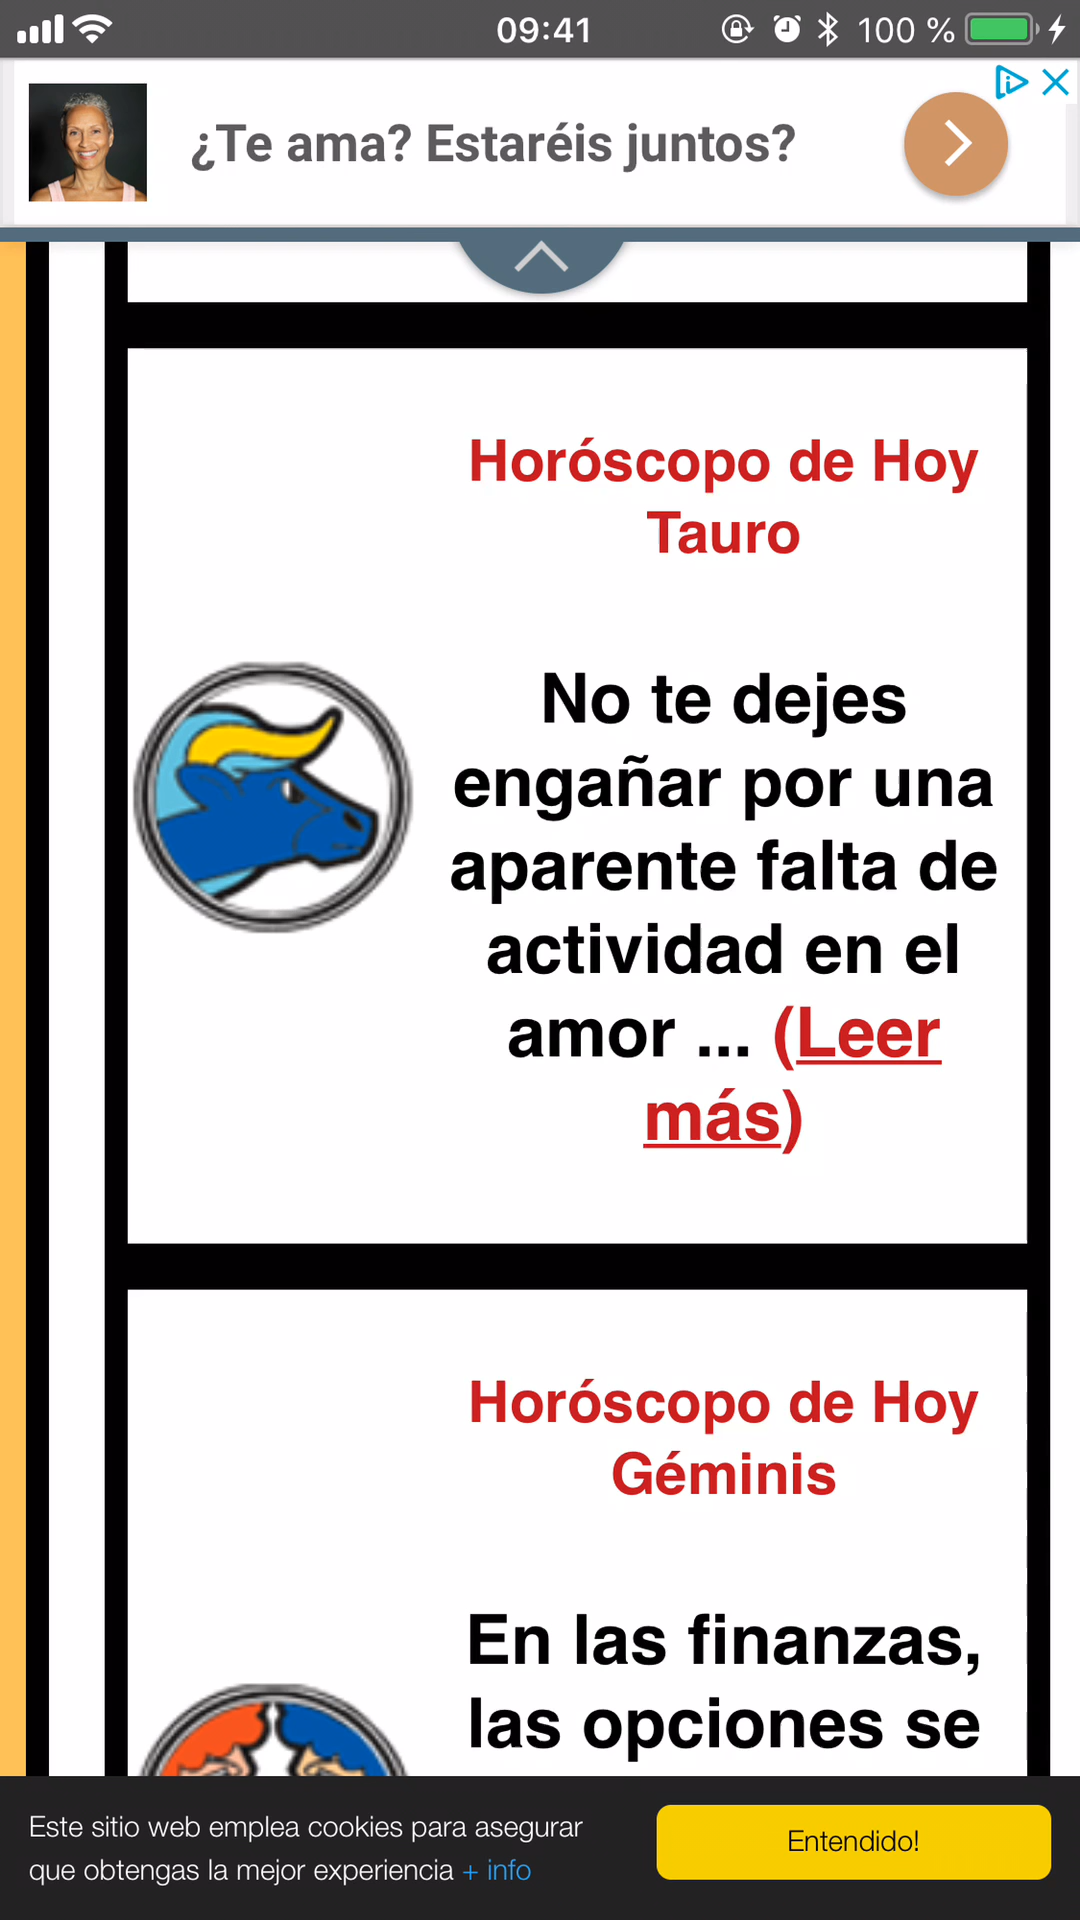 09:41
100 %
¿Te ama? Estaréis juntos?
Horóscopo de Hoy
Tauro
No te dejes
engañar por una
aparente falta de
actividad en el
amor ... (Leer
más)
Horóscopo de Hoy
Géminis
En las finanzas,
las opciones se
Este sitio web emplea cookies para asegurar
que obtengas la mejor experiencia + info
Entendido!